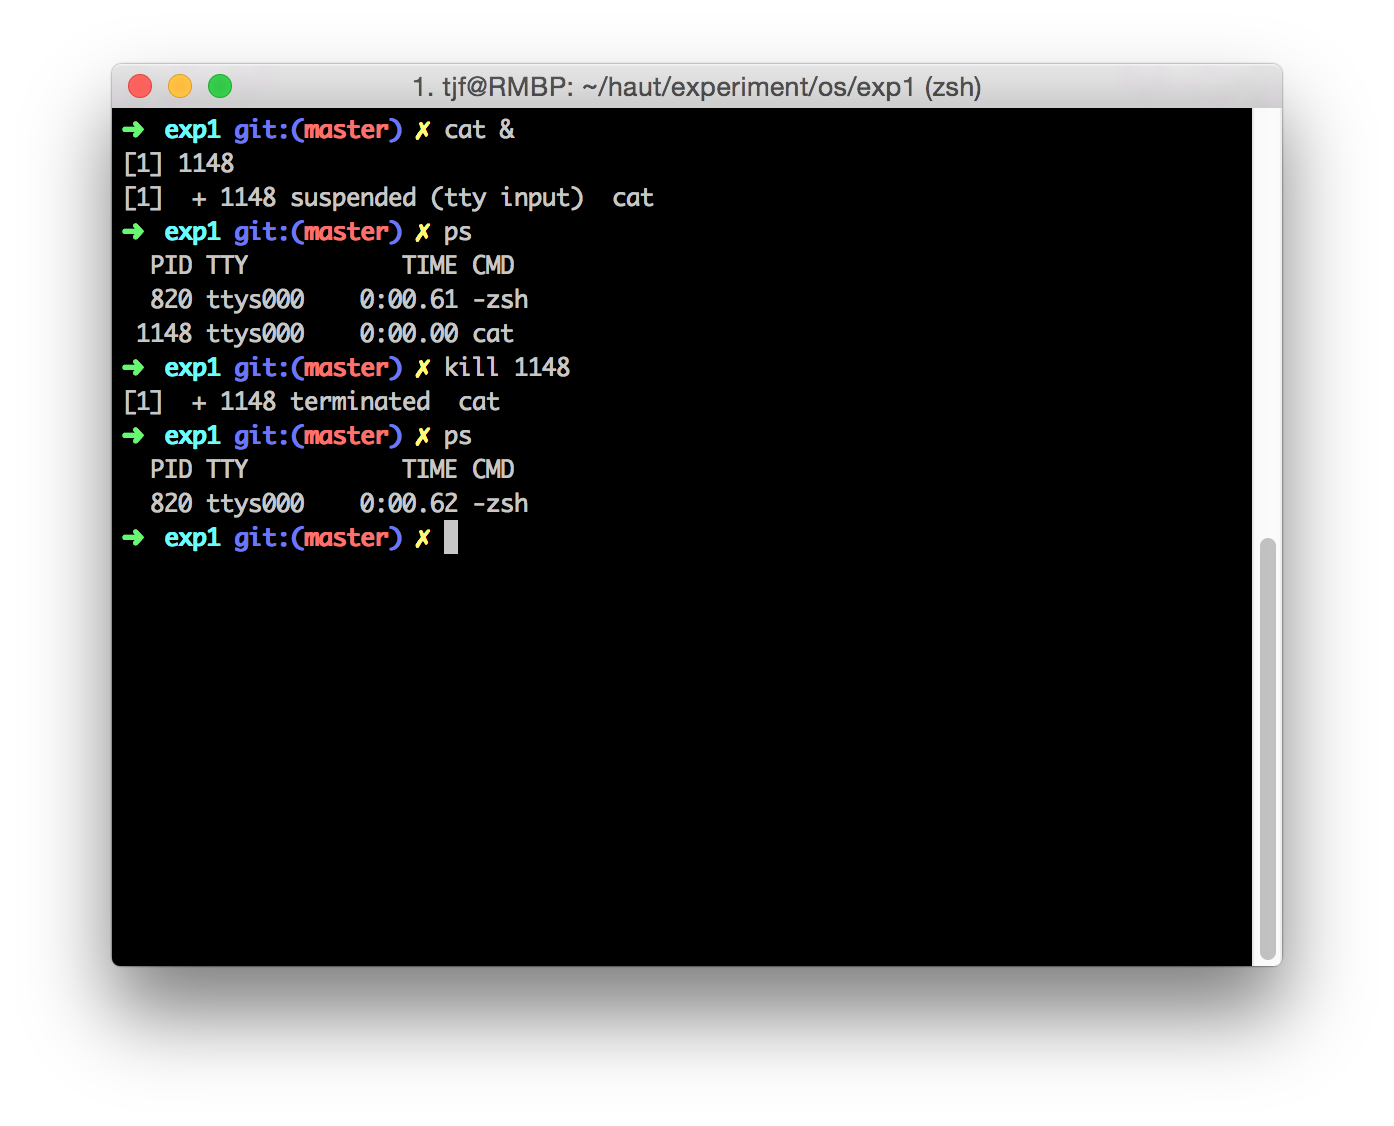 1. tjf@RMBP: ~/haut/experiment/os/exp1 (zsh)
➜  exp1 git:(master) ✗ cat &
[1] 1148
[1]  + 1148 suspended (tty input)  cat
➜  exp1 git:(master) ✗ ps
  PID TTY           TIME CMD
  820 ttys000    0:00.61 -zsh
 1148 ttys000    0:00.00 cat
➜  exp1 git:(master) ✗ kill 1148
[1]  + 1148 terminated  cat
➜  exp1 git:(master) ✗ ps
  PID TTY           TIME CMD
  820 ttys000    0:00.62 -zsh
➜  exp1 git:(master) ✗